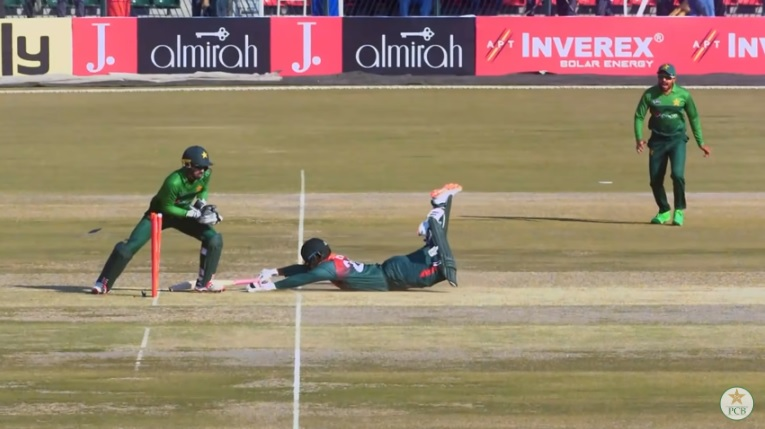 ly
J.
almirah
J.
almirah
APT INVEREX®
SOLAR ENERGY
APT INV
PCB